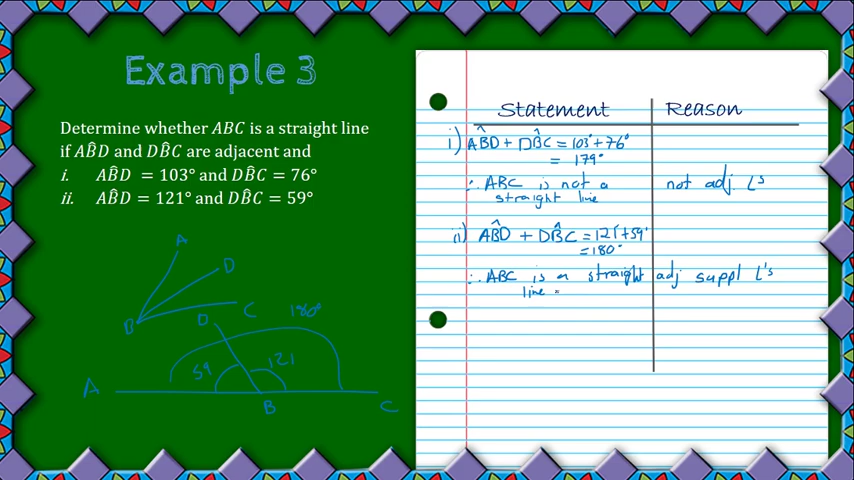 Example 3
Determine whether ABC is a straight line
if AB̂D and DB̂C are adjacent and
i. AB̂D = 103° and DB̂C = 76°
ii. AB̂D = 121° and DB̂C = 59°
A
D
B
C
D
180°
59
121
A
B
C
Statement Reason
i) AB̂D + DB̂C = 103° + 76°
= 179°
∴ ABC is not a not adj ∠'s
straight line
ii) AB̂D + DB̂C = 121 + 59°
= 180°
∴ ABC is a straight adj suppl ∠'s
line